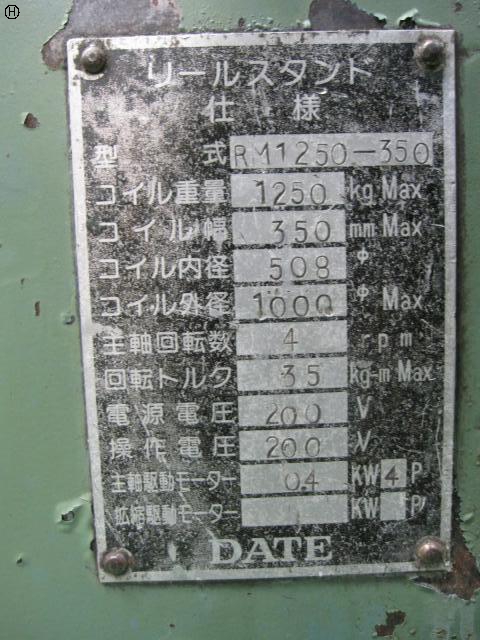 H
リールスタンド
仕 様
型 式 RM1250-350
コイル重量 1250 kg Max
コイル幅 350 mm Max
コイル内径 508 φ
コイル外径 1000 φ Max
主軸回転数 4 rpm
回転トルク 35 kg-m Max
電源電圧 200 V
操作電圧 200 V
主軸駆動モーター 04 KW 4 P
拡縮駆動モーター KW P
DATE